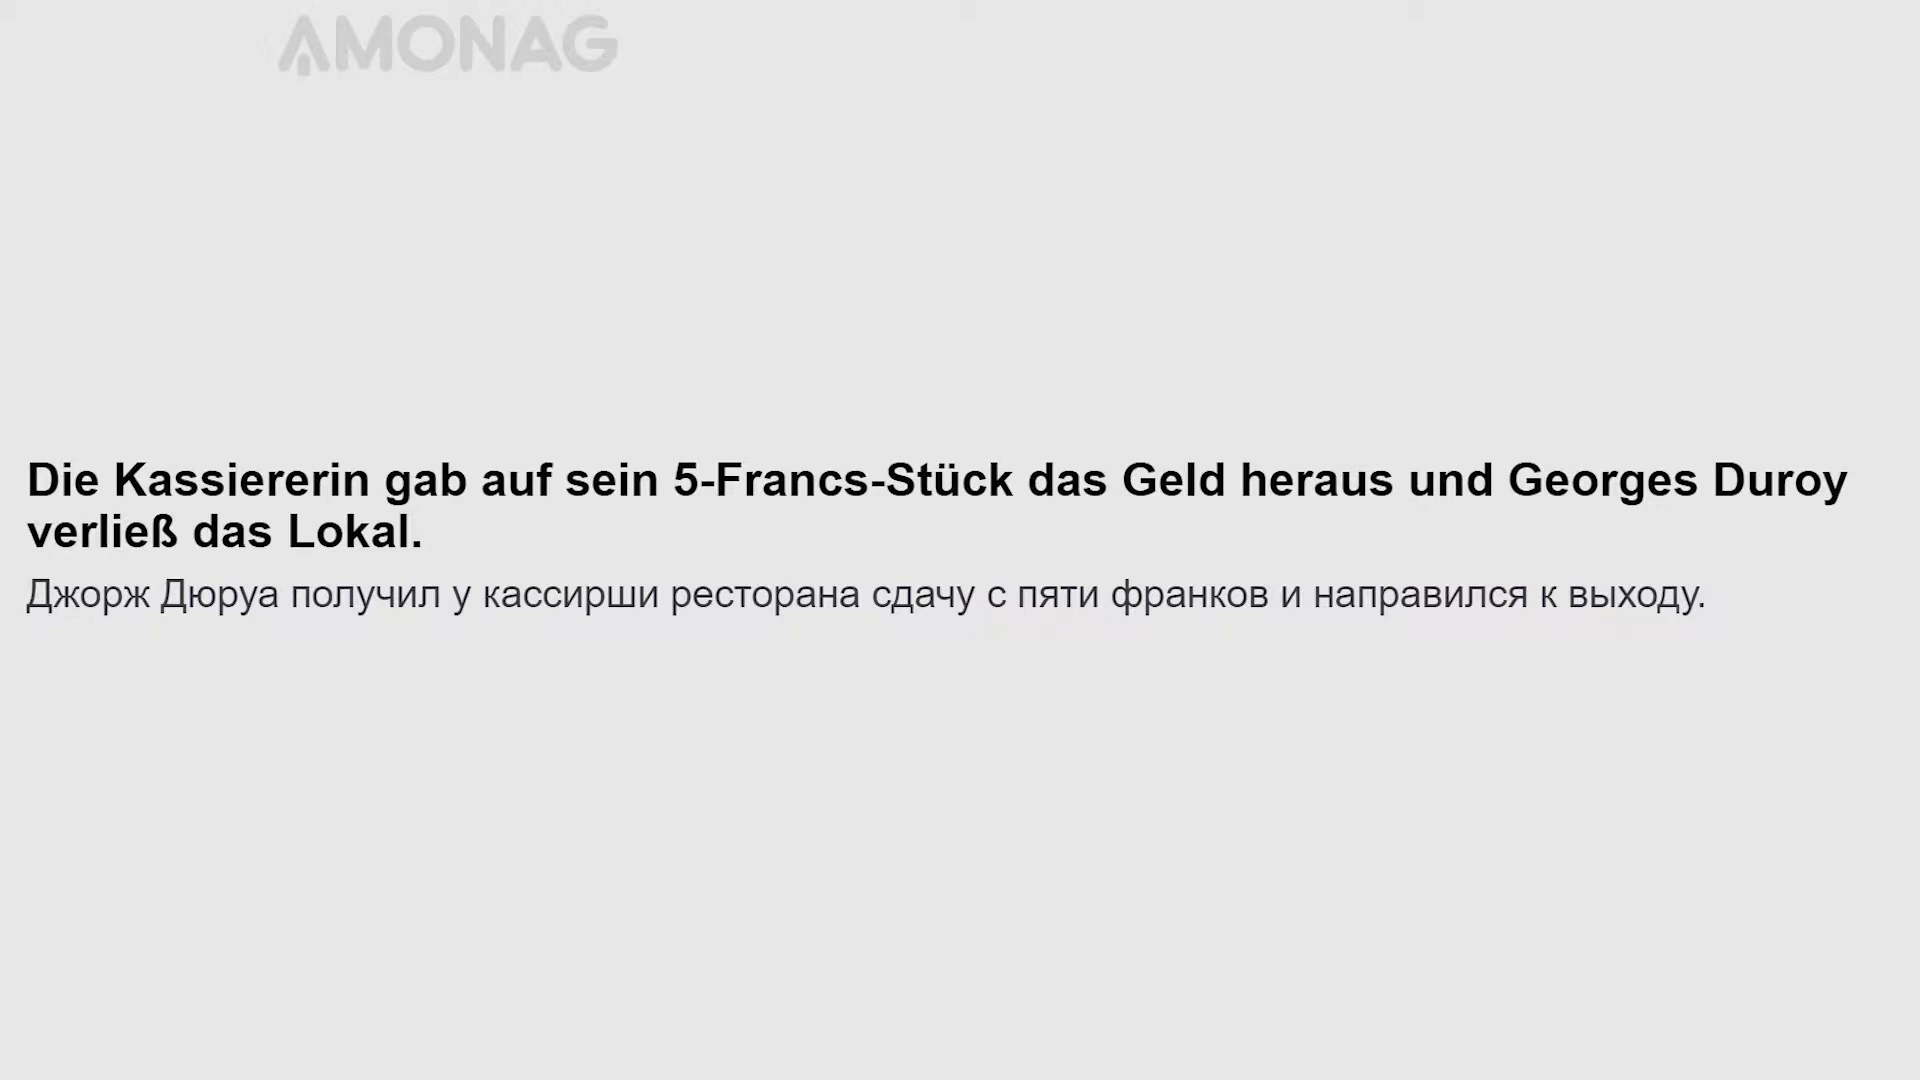 AMONAG
Die Kassiererin gab auf sein 5-Francs-Stück das Geld heraus und Georges Duroy
verließ das Lokal.
Джорж Дюруа получил у кассирши ресторана сдачу с пяти франков и направился к выходу.